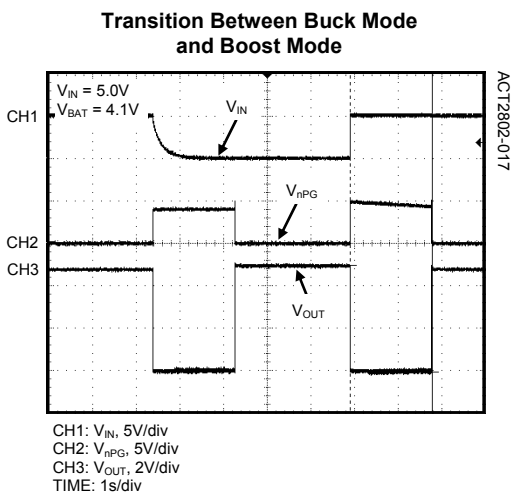 Transition Between Buck Mode
and Boost Mode
V_IN = 5.0V
V_BAT = 4.1V
V_IN
CH1
V_nPG
CH2
CH3
V_OUT
ACT2802-017
CH1: V_IN, 5V/div
CH2: V_nPG, 5V/div
CH3: V_OUT, 2V/div
TIME: 1s/div